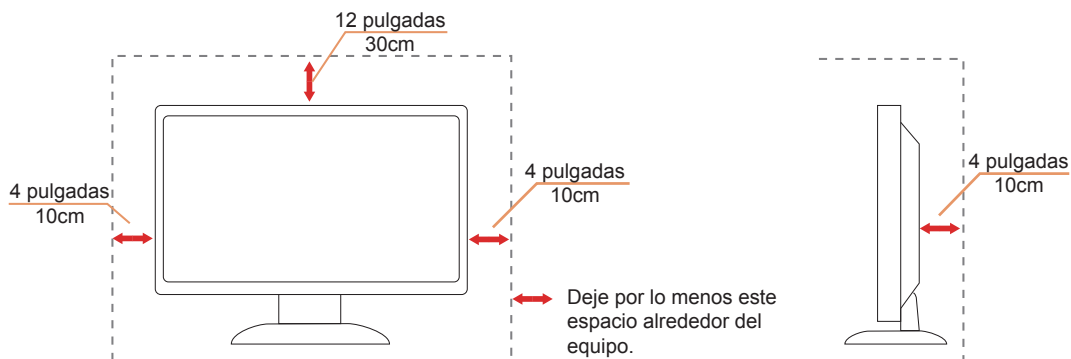 12 pulgadas
30cm
4 pulgadas
10cm
4 pulgadas
10cm
4 pulgadas
10cm
Deje por lo menos este
espacio alrededor del
equipo.